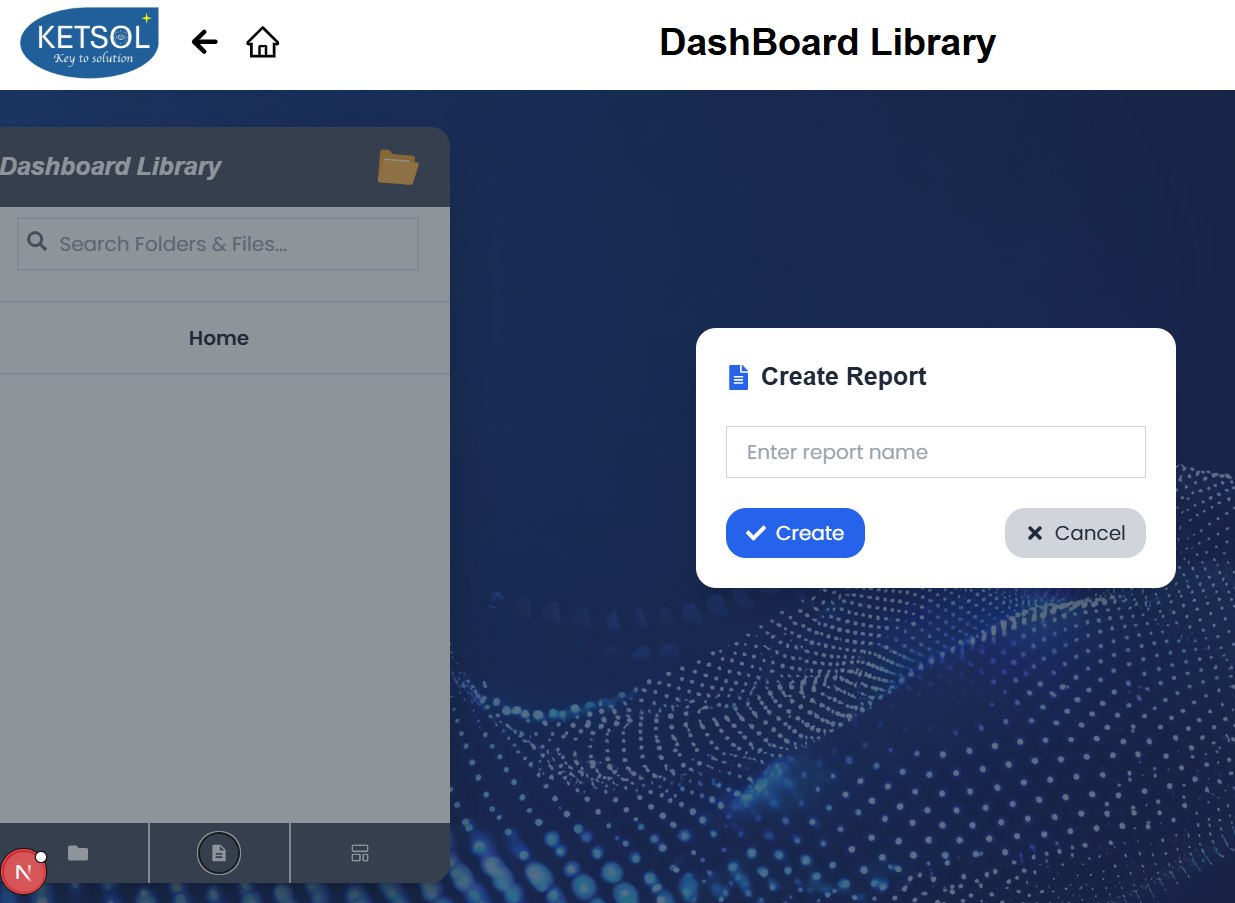 KETSOL
Key to solution
DashBoard Library
Dashboard Library
Search Folders & Files...
Home
Create Report
Enter report name
Create
Cancel
N